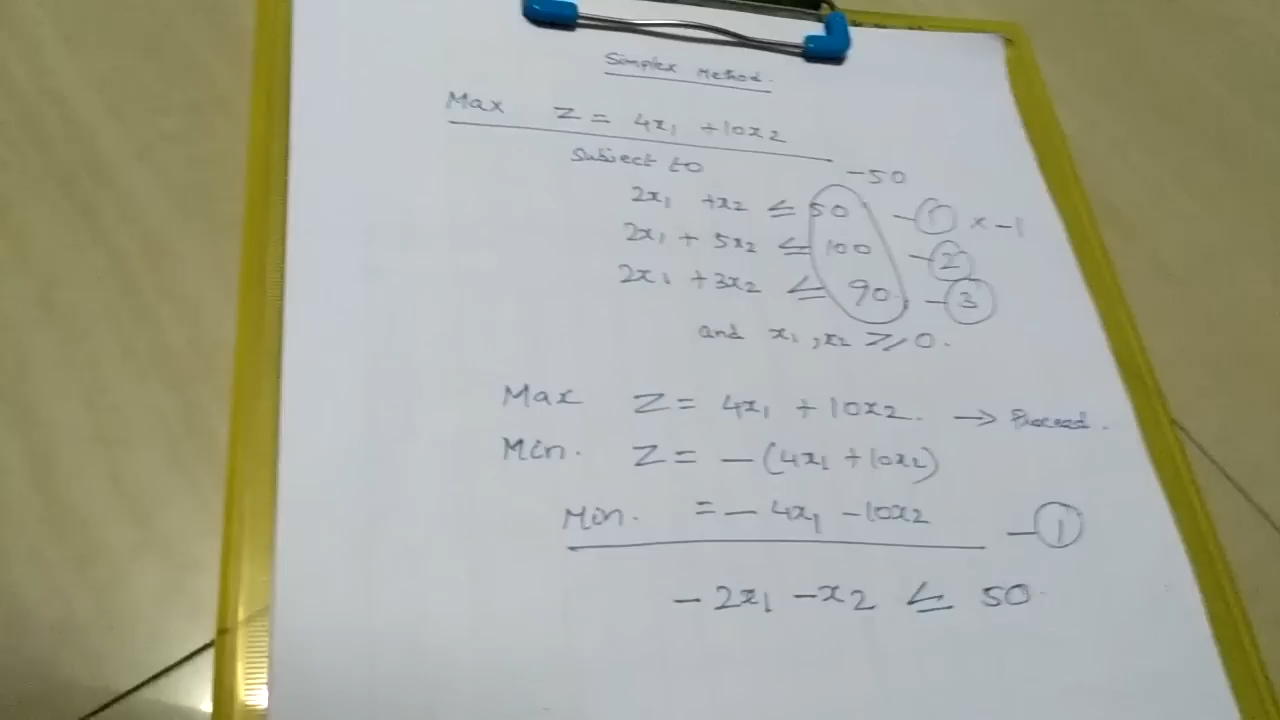 Simplex Method.
Max Z = 4x₁ + 10x₂
Subject to
-50
2x₁ + x₂ ≤ 50 - ① x -1
2x₁ + 5x₂ ≤ 100 - ②
2x₁ + 3x₂ ≤ 90 - ③
and x₁, x₂ ≥ 0.
Max Z = 4x₁ + 10x₂. → Proceed.
Min. Z = - (4x₁ + 10x₂)
Min. = - 4x₁ - 10x₂ - ①
- 2x₁ - x₂ ≤ 50